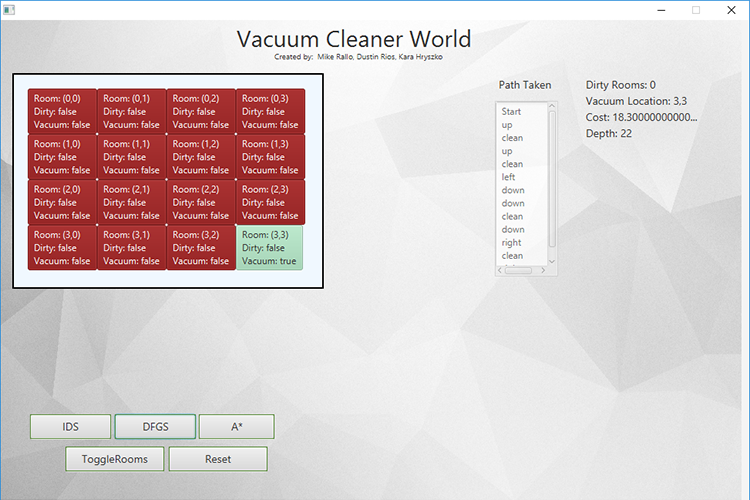 Vacuum Cleaner World
Created by: Mike Rallo, Dustin Rios, Kara Hryszko
Room: (0,0)
Dirty: false
Vacuum: false
Room: (0,1)
Dirty: false
Vacuum: false
Room: (0,2)
Dirty: false
Vacuum: false
Room: (0,3)
Dirty: false
Vacuum: false
Room: (1,0)
Dirty: false
Vacuum: false
Room: (1,1)
Dirty: false
Vacuum: false
Room: (1,2)
Dirty: false
Vacuum: false
Room: (1,3)
Dirty: false
Vacuum: false
Room: (2,0)
Dirty: false
Vacuum: false
Room: (2,1)
Dirty: false
Vacuum: false
Room: (2,2)
Dirty: false
Vacuum: false
Room: (2,3)
Dirty: false
Vacuum: false
Room: (3,0)
Dirty: false
Vacuum: false
Room: (3,1)
Dirty: false
Vacuum: false
Room: (3,2)
Dirty: false
Vacuum: false
Room: (3,3)
Dirty: false
Vacuum: true
Path Taken
Start
up
clean
up
clean
left
down
down
clean
down
right
clean
Dirty Rooms: 0
Vacuum Location: 3,3
Cost: 18.30000000000...
Depth: 22
IDS
DFGS
A*
ToggleRooms
Reset